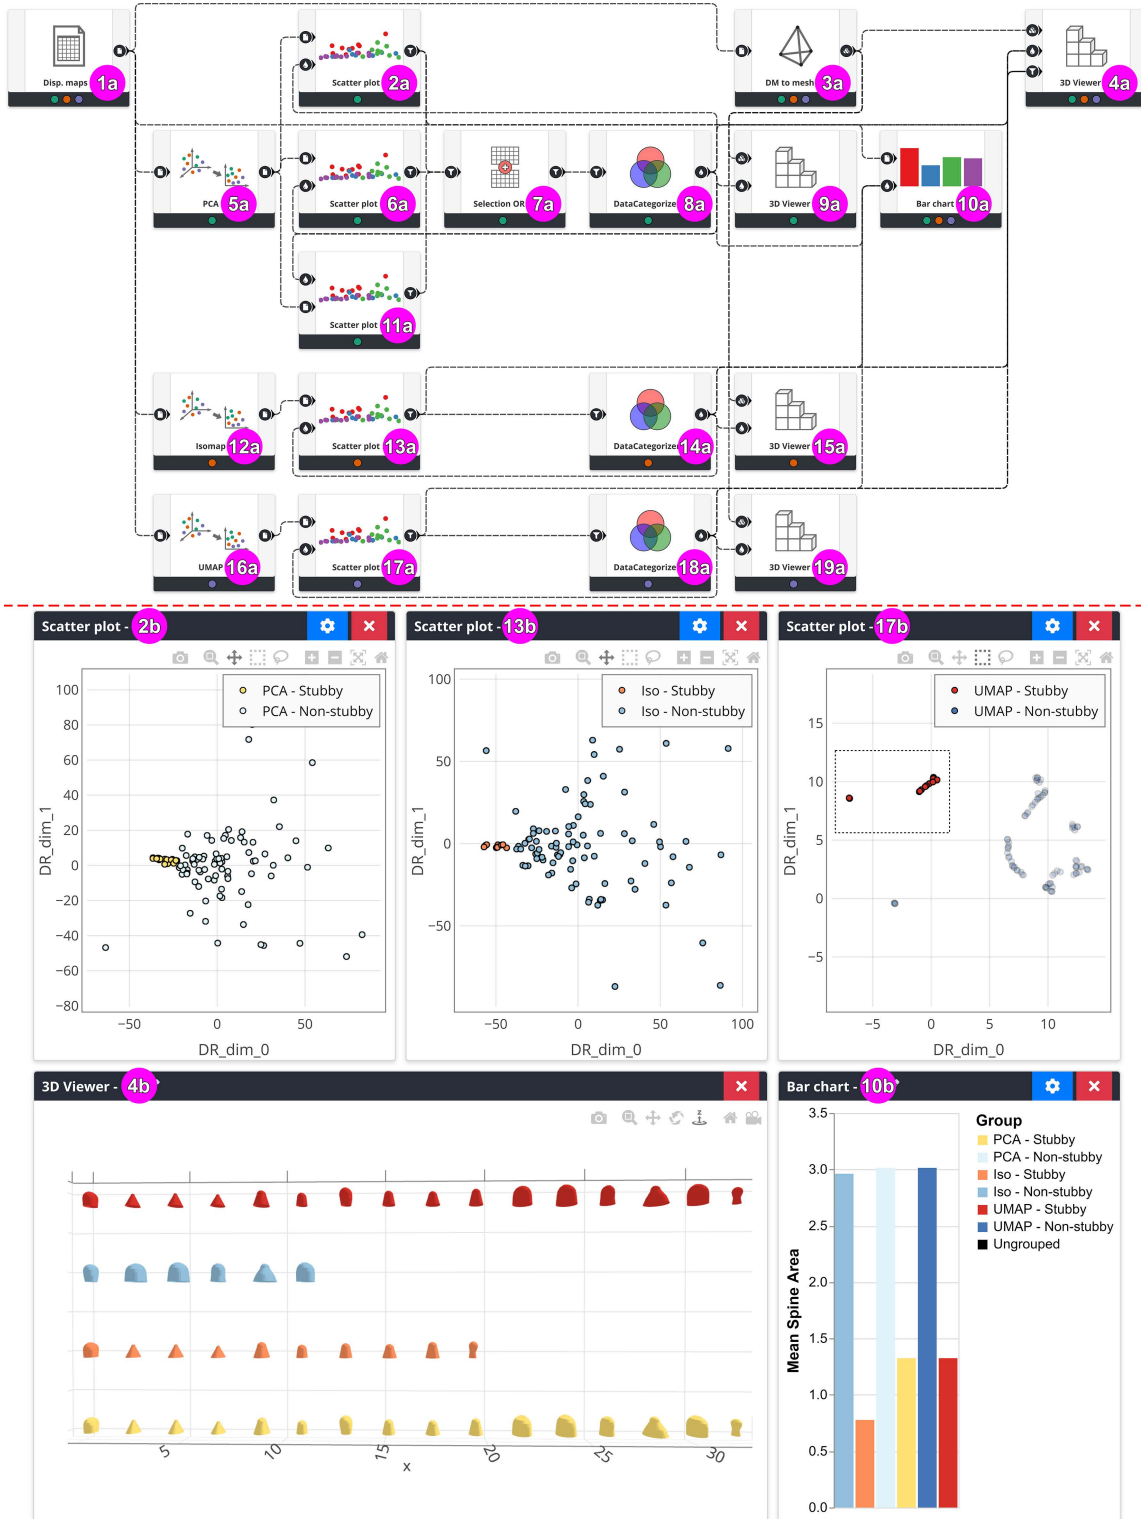 Disp. maps 1a
Scatter plot 2a
DM to mesh 3a
3D Viewer 4a
PCA 5a
Scatter plot 6a
Selection OR 7a
DataCategorize 8a
3D Viewer 9a
Bar chart 10a
Scatter plot 11a
Isomap 12a
Scatter plot 13a
DataCategorize 14a
3D Viewer 15a
UMAP 16a
Scatter plot 17a
DataCategorize 18a
3D Viewer 19a
Scatter plot - 2b
PCA - Stubby
PCA - Non-stubby
100
80
60
40
20
0
−20
−40
−60
−80
DR_dim_1
−50 0 50
DR_dim_0
Scatter plot - 13b
Iso - Stubby
Iso - Non-stubby
100
50
0
−50
DR_dim_1
−50 0 50 100
DR_dim_0
Scatter plot - 17b
UMAP - Stubby
UMAP - Non-stubby
15
10
5
0
−5
DR_dim_1
−5 0 5 10
DR_dim_0
3D Viewer - 4b
z
5 10 15 20 25 30
x
Bar chart - 10b
3.5
3.0
2.5
2.0
1.5
1.0
0.5
0.0
Mean Spine Area
Group
PCA - Stubby
PCA - Non-stubby
Iso - Stubby
Iso - Non-stubby
UMAP - Stubby
UMAP - Non-stubby
Ungrouped